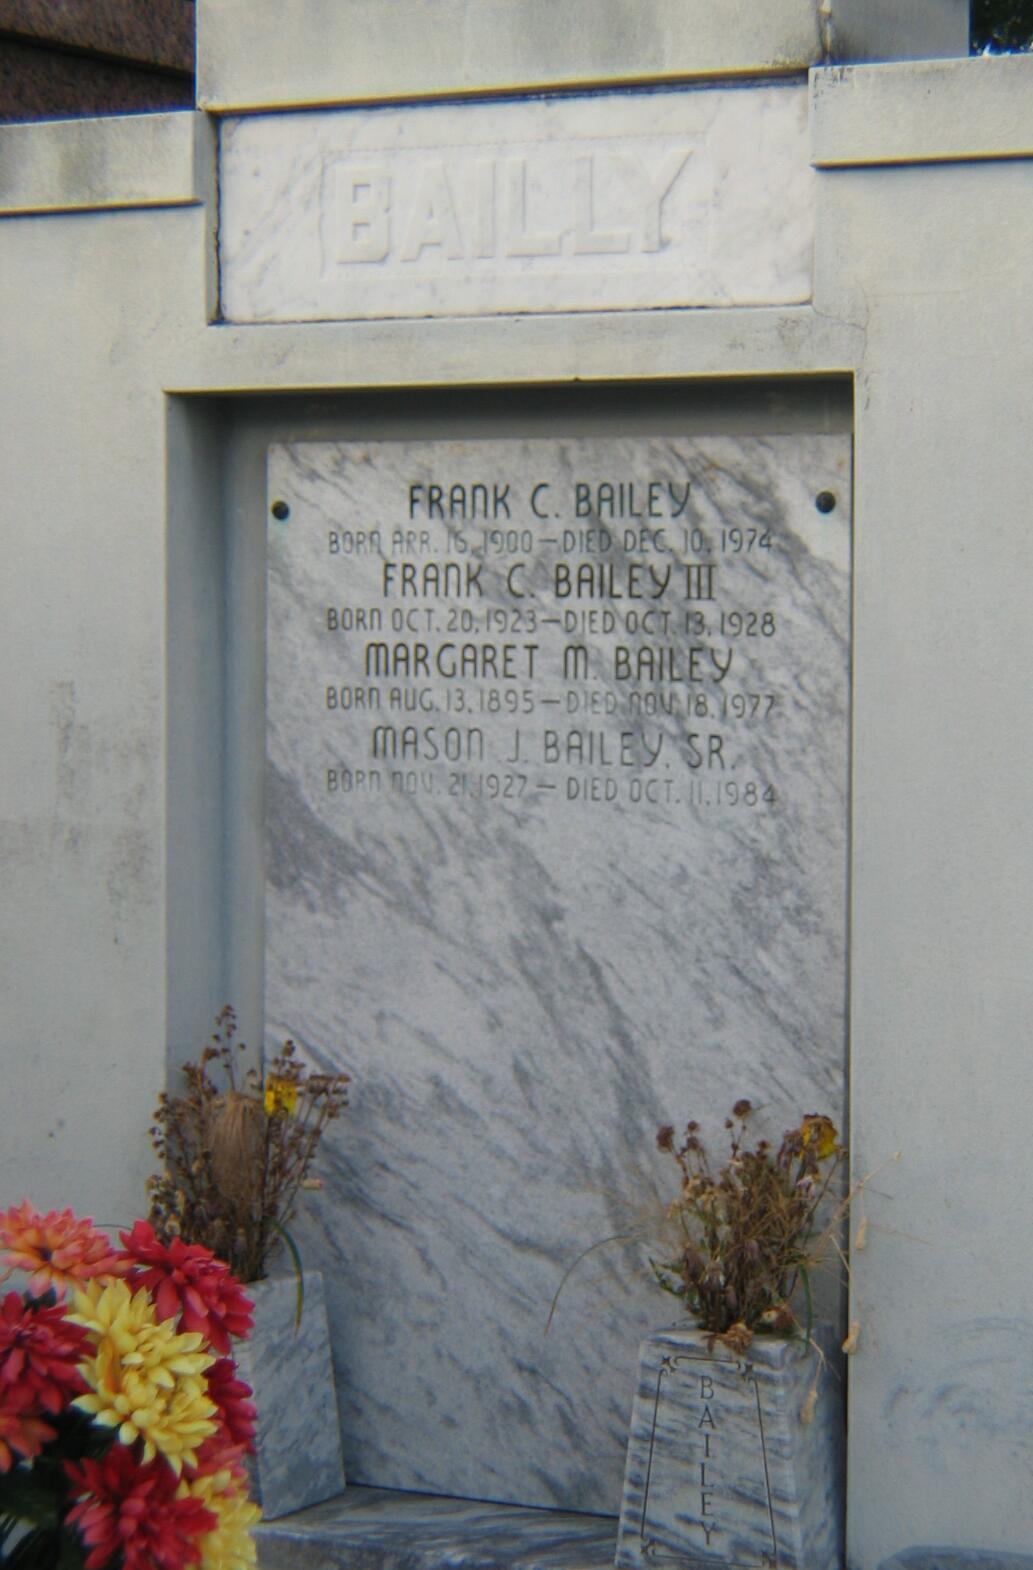 BAILLY
FRANK C. BAILEY
BORN APR. 16, 1900 — DIED DEC. 10, 1974
FRANK C. BAILEY III
BORN OCT. 20, 1923 — DIED OCT. 13, 1928
MARGARET M. BAILEY
BORN AUG. 13, 1895 — DIED NOV. 18, 1977
MASON J. BAILEY, SR.
BORN NOV. 21, 1927 — DIED OCT. 11, 1984
BAILEY